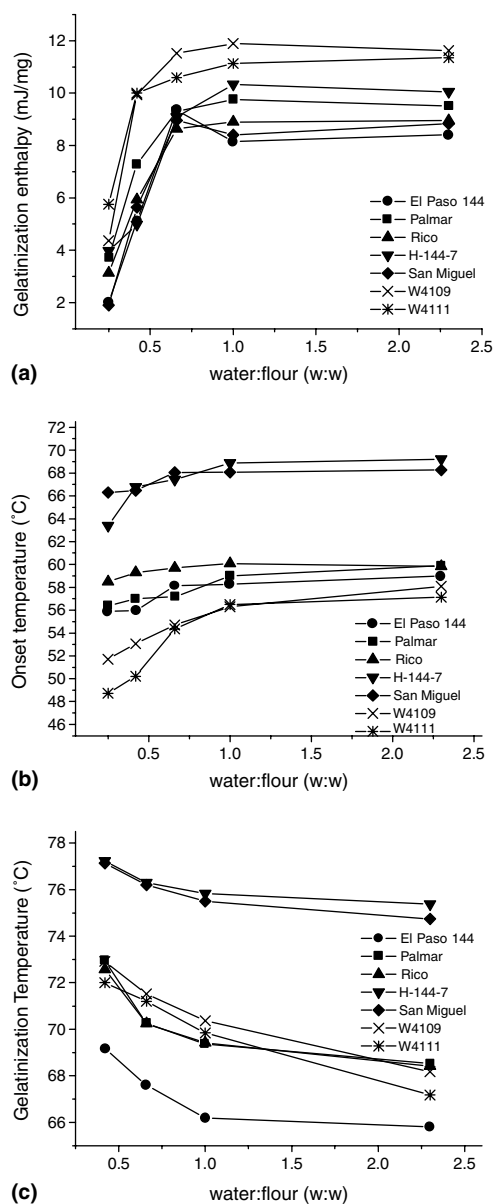 Gelatinization enthalpy (mJ/mg)
12
10
8
6
4
2
El Paso 144
Palmar
Rico
H-144-7
San Miguel
W4109
W4111
0.5
1.0
1.5
2.0
2.5
water:flour (w:w)
(a)
Onset temperature (°C)
72
70
68
66
64
62
60
58
56
54
52
50
48
46
El Paso 144
Palmar
Rico
H-144-7
San Miguel
W4109
W4111
0.5
1.0
1.5
2.0
2.5
water:flour (w:w)
(b)
Gelatinization Temperature (°C)
78
76
74
72
70
68
66
El Paso 144
Palmar
Rico
H-144-7
San Miguel
W4109
W4111
0.5
1.0
1.5
2.0
2.5
water:flour (w:w)
(c)